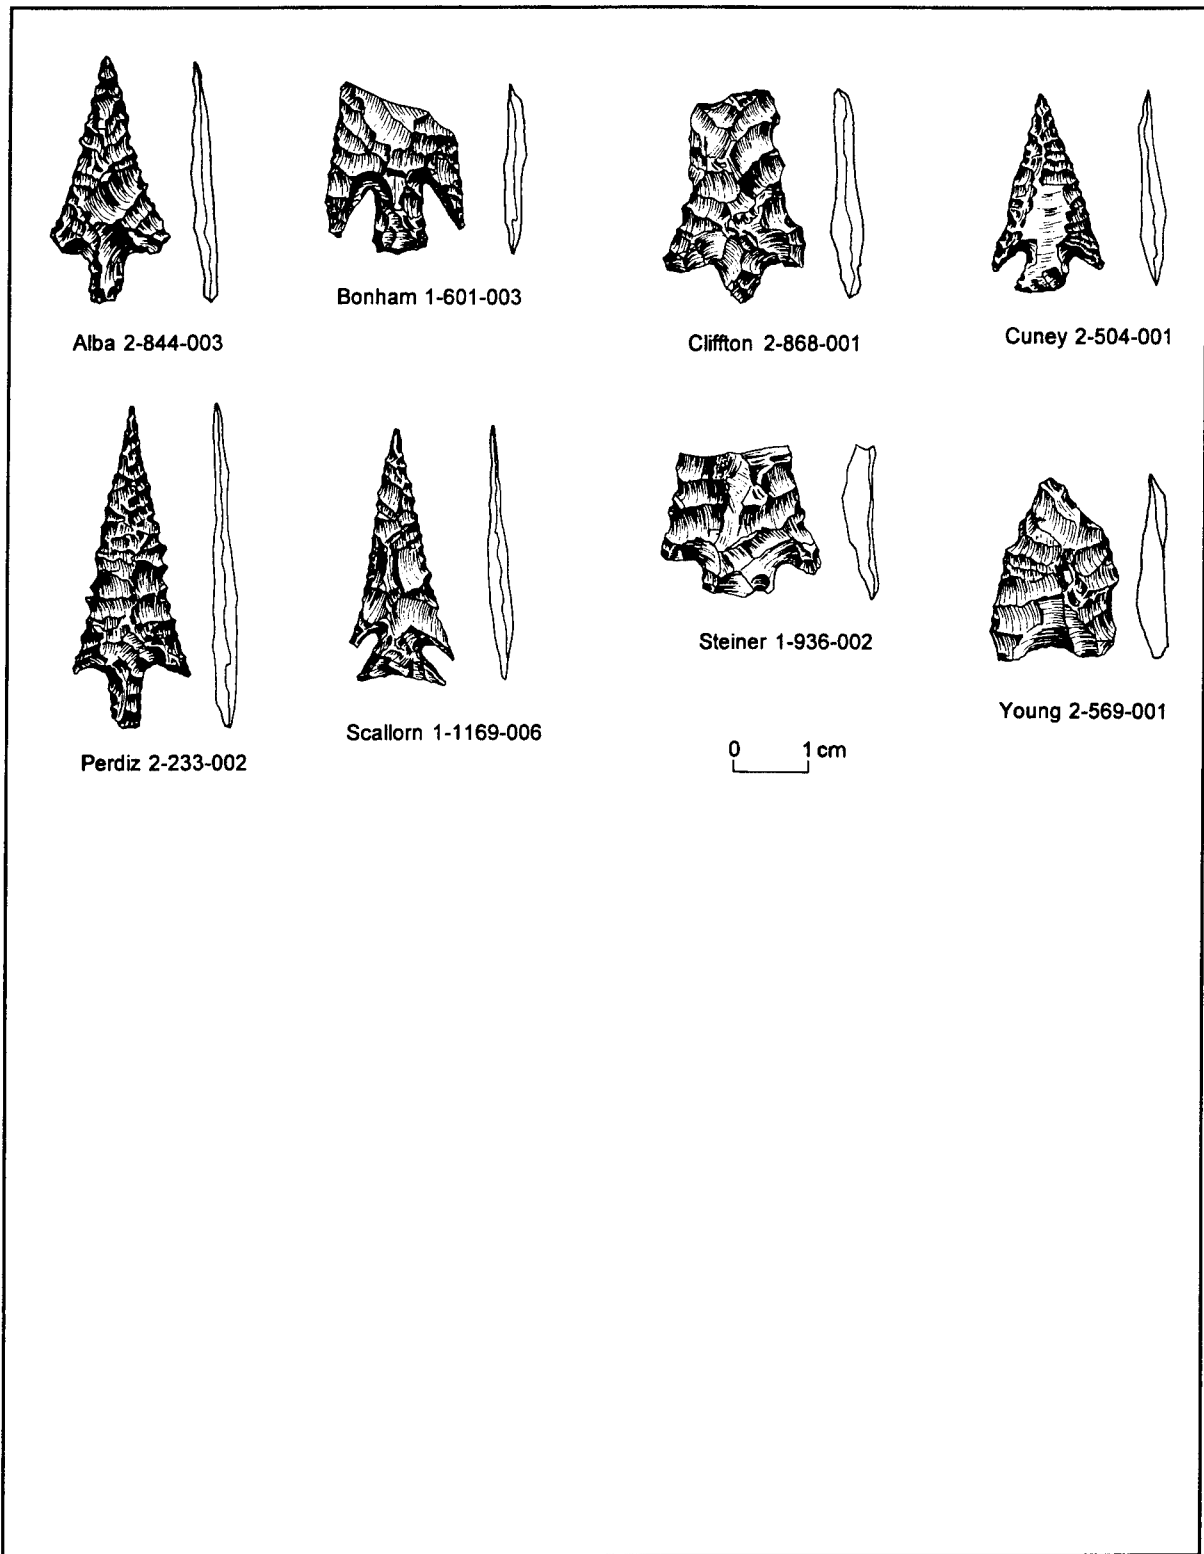 Alba 2-844-003
Bonham 1-601-003
Cliffton 2-868-001
Cuney 2-504-001
Perdiz 2-233-002
Scallorn 1-1169-006
Steiner 1-936-002
Young 2-569-001
0 1 cm